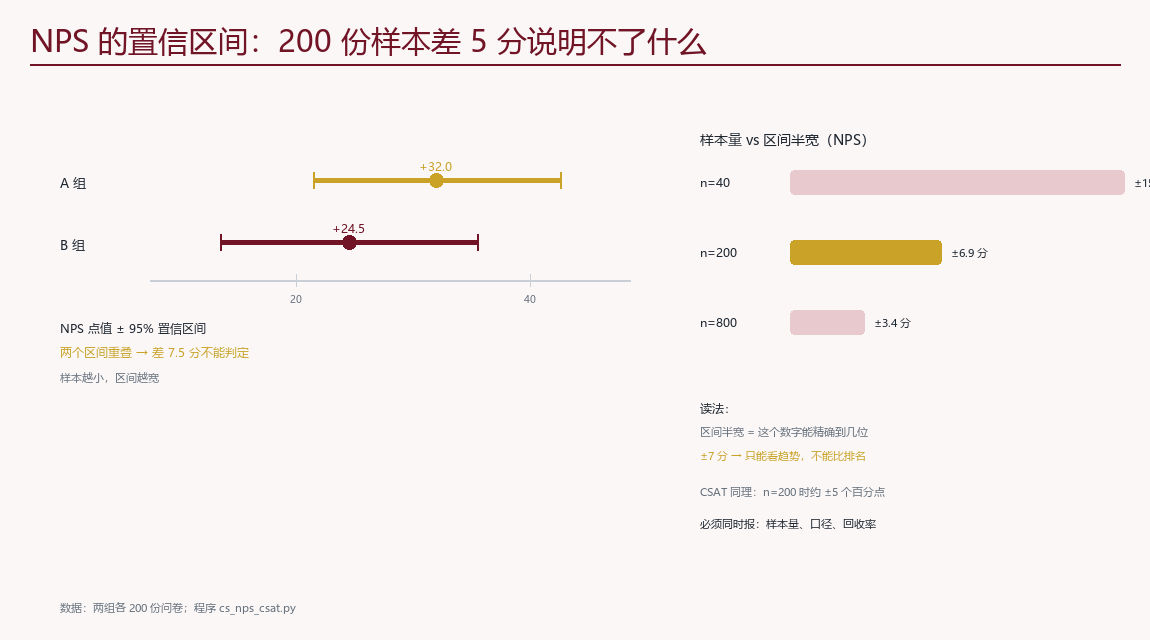 NPS 的置信区间：200 份样本差 5 分说明不了什么
A 组
+32.0
B 组
+24.5
20
40
NPS 点值 ± 95% 置信区间
两个区间重叠 → 差 7.5 分不能判定
样本越小，区间越宽
样本量 vs 区间半宽（NPS）
n=40
±15
n=200
±6.9 分
n=800
±3.4 分
读法：
区间半宽 = 这个数字能精确到几位
±7 分 → 只能看趋势，不能比排名
CSAT 同理：n=200 时约 ±5 个百分点
必须同时报：样本量、口径、回收率
数据：两组各 200 份问卷；程序 cs_nps_csat.py